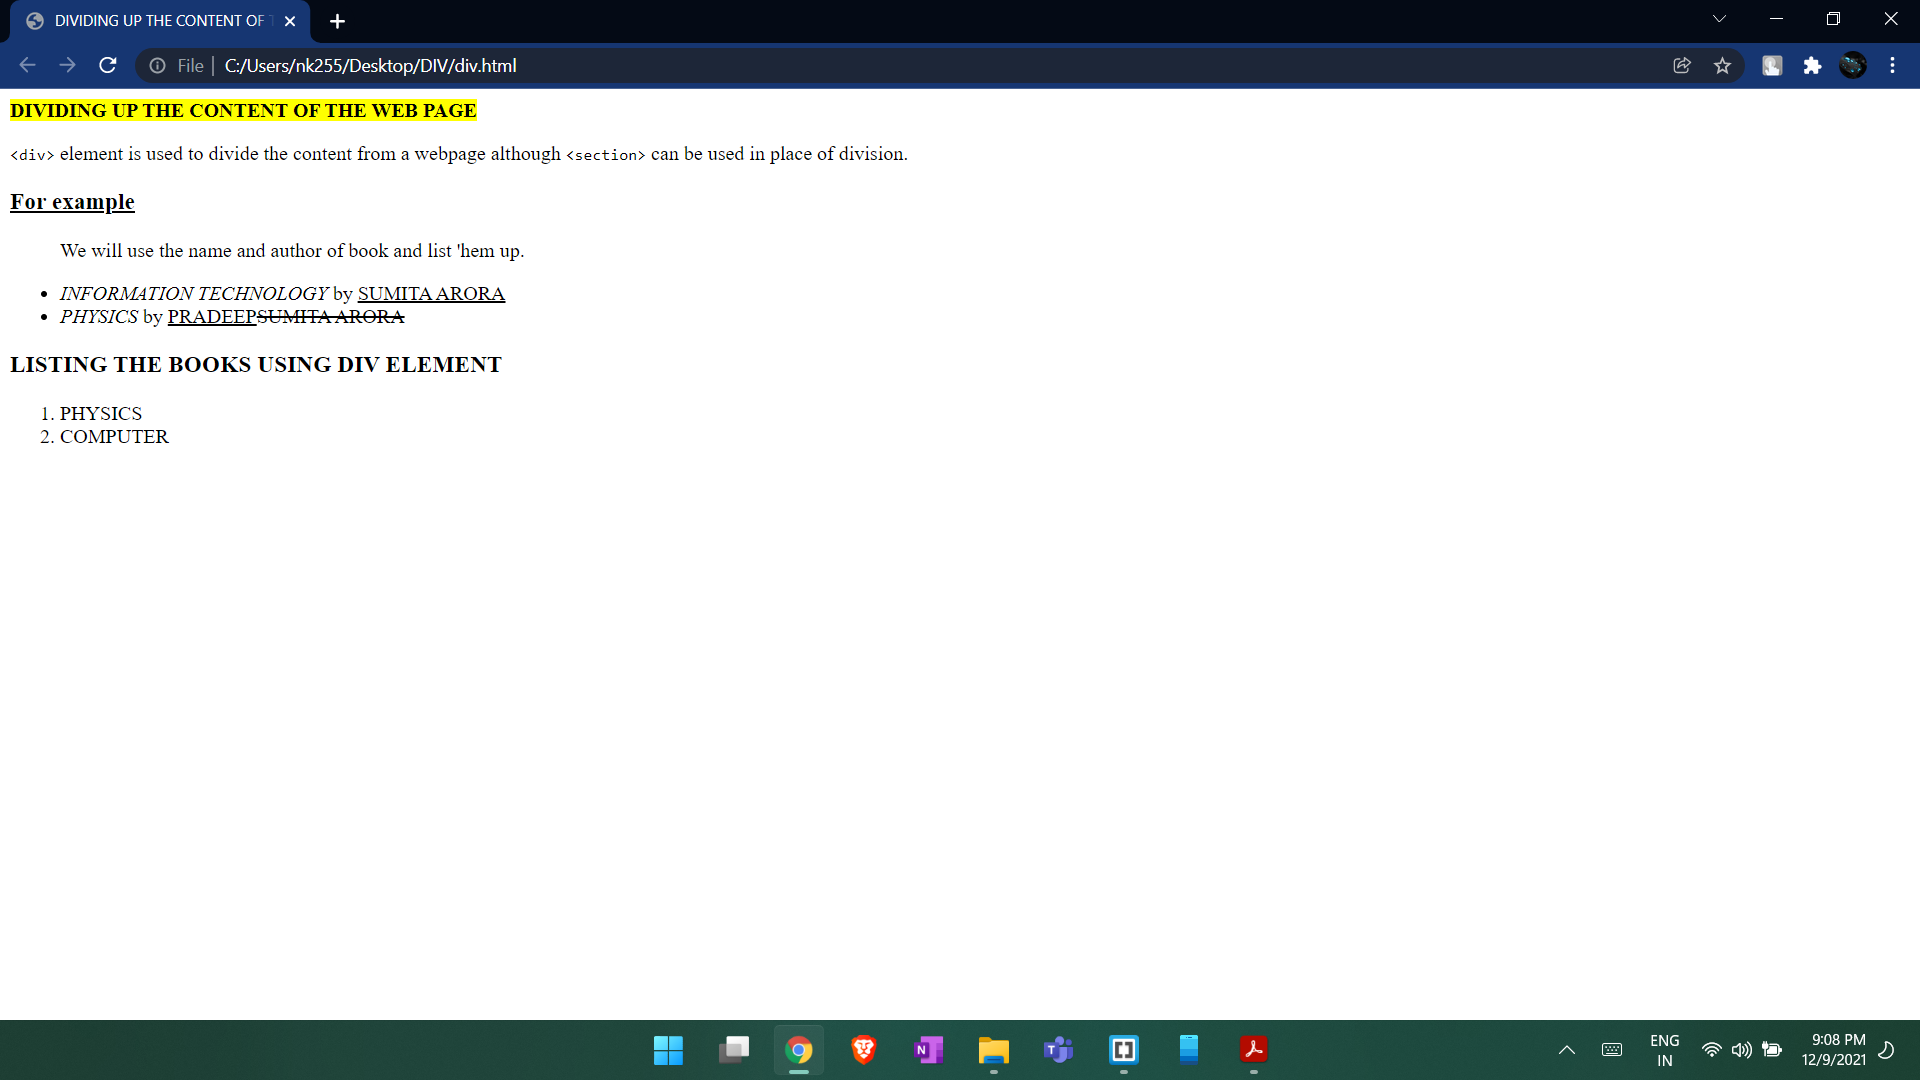 DIVIDING UP THE CONTENT OF T
File
C:/Users/nk255/Desktop/DIV/div.html
DIVIDING UP THE CONTENT OF THE WEB PAGE
<div> element is used to divide the content from a webpage although <section> can be used in place of division.
For example
We will use the name and author of book and list 'hem up.
• INFORMATION TECHNOLOGY by SUMITA ARORA
• PHYSICS by PRADEEPSUMITA ARORA
LISTING THE BOOKS USING DIV ELEMENT
1. PHYSICS
2. COMPUTER
N
T
ENG
IN
9:08 PM
12/9/2021